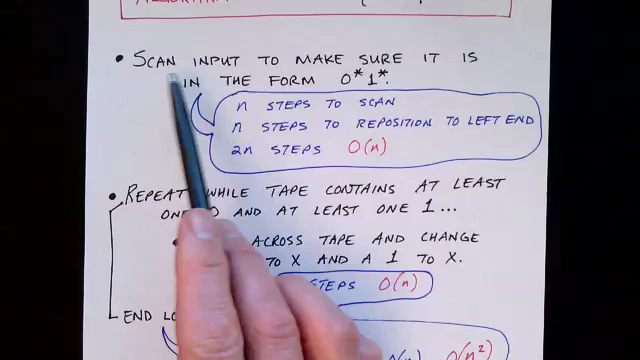 ALGORITHM
• SCAN INPUT TO MAKE SURE IT IS
IN THE FORM 0*1*.
n STEPS TO SCAN
n STEPS TO REPOSITION TO LEFT END
2n STEPS O(n)
• REPEAT WHILE TAPE CONTAINS AT LEAST
AND AT LEAST ONE 1...
ACROSS TAPE AND CHANGE
TO X AND A 1 TO X.
STEPS O(n)
END
O(n²)